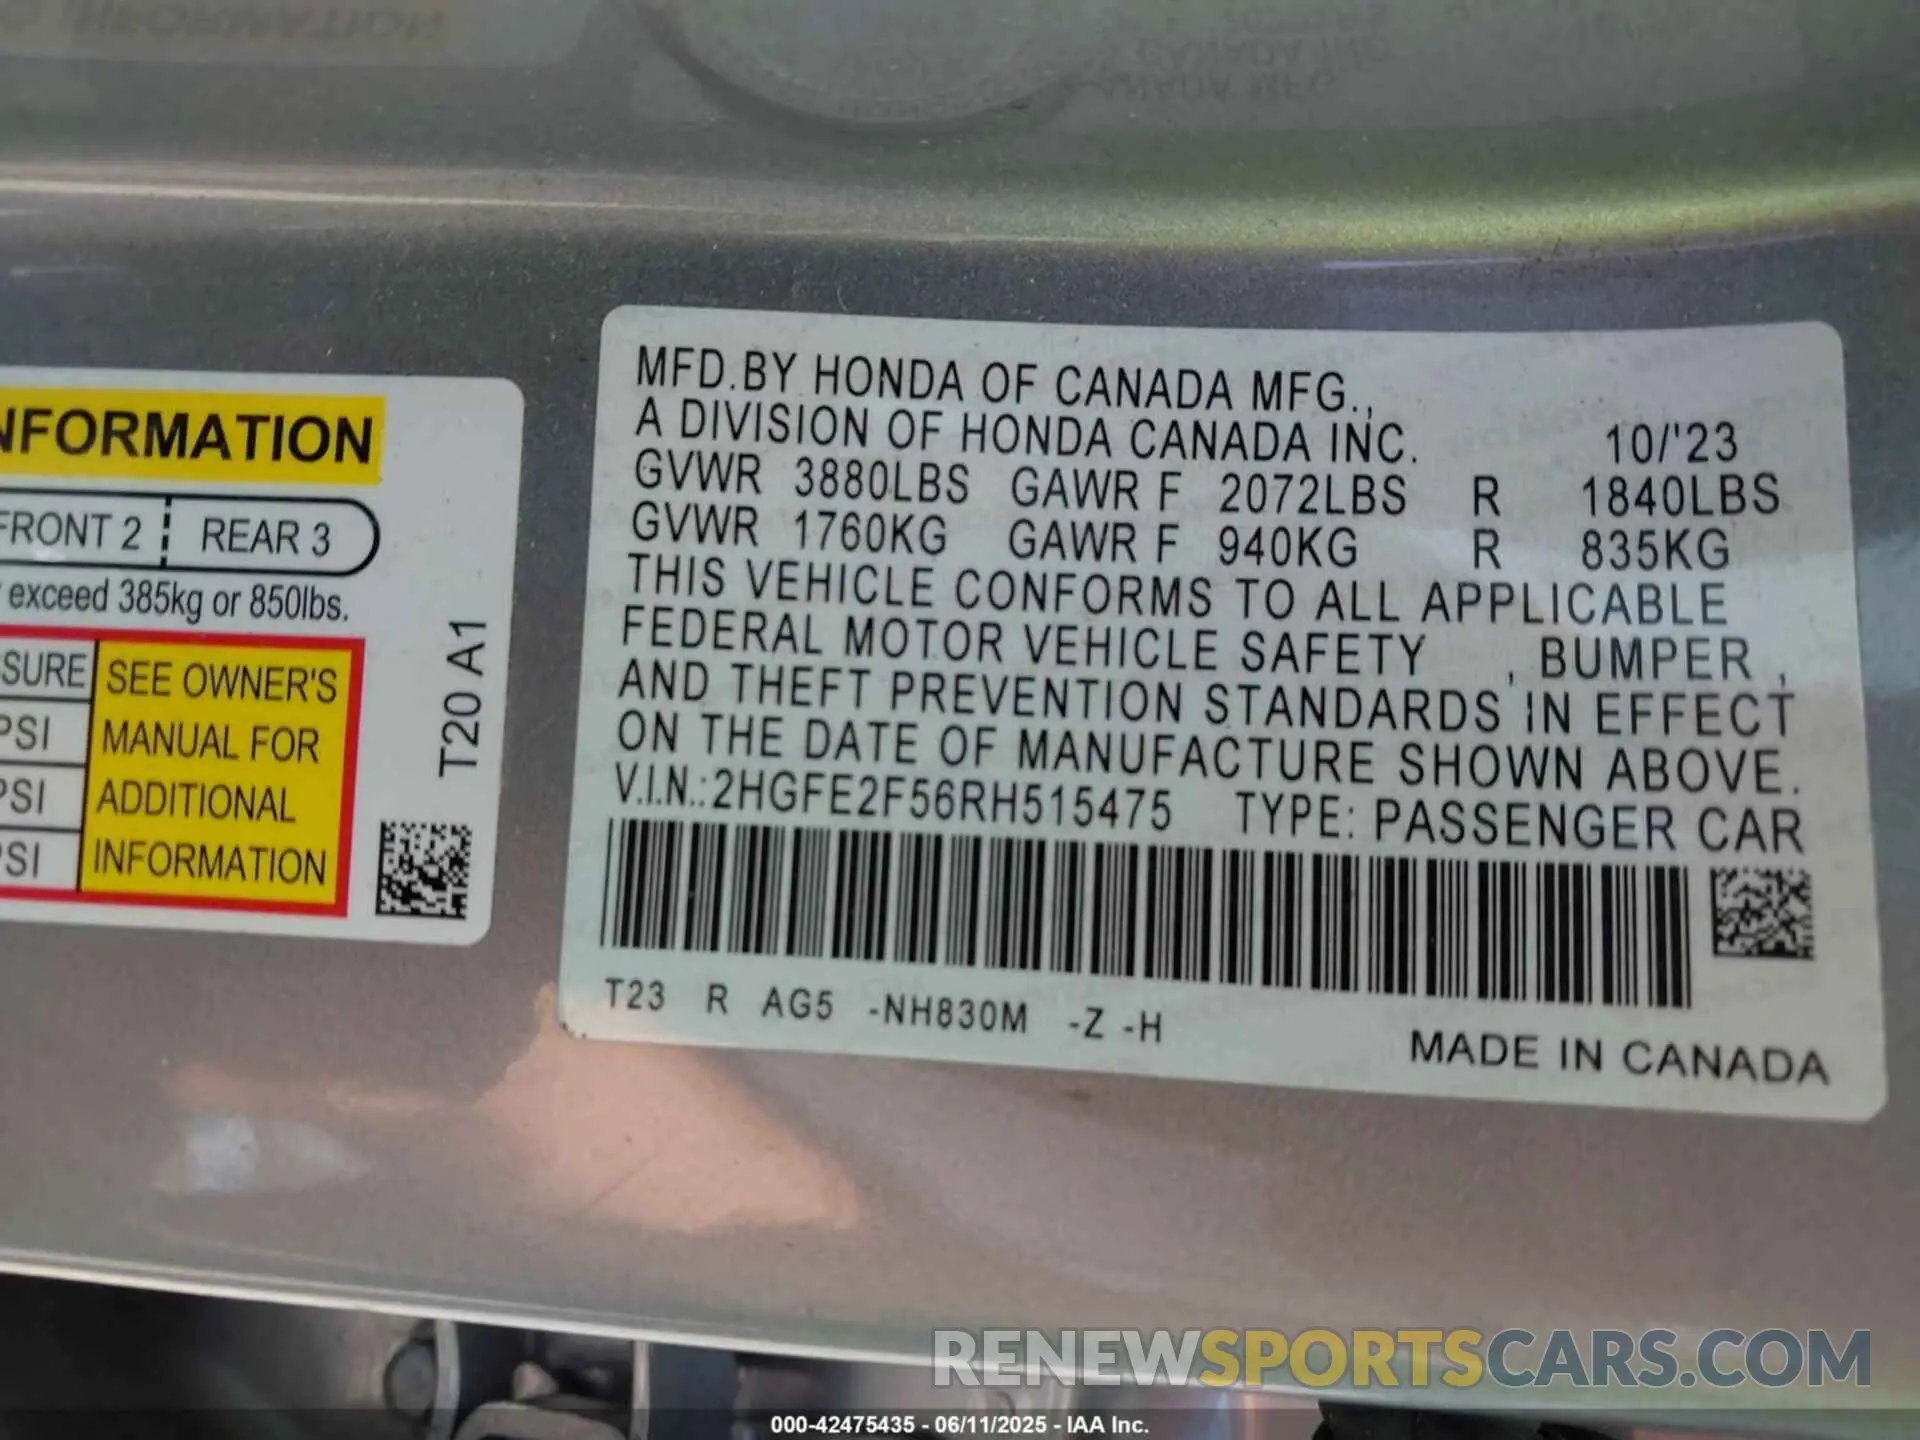 NFORMATION
FRONT 2 REAR 3
exceed 385kg or 850lbs.
SURE
PSI
PSI
PSI
SEE OWNER'S
MANUAL FOR
ADDITIONAL
INFORMATION
T20 A1
MFD.BY HONDA OF CANADA MFG.,
A DIVISION OF HONDA CANADA INC. 10/'23
GVWR 3880LBS GAWR F 2072LBS R 1840LBS
GVWR 1760KG GAWR F 940KG R 835KG
THIS VEHICLE CONFORMS TO ALL APPLICABLE
FEDERAL MOTOR VEHICLE SAFETY , BUMPER ,
AND THEFT PREVENTION STANDARDS IN EFFECT
ON THE DATE OF MANUFACTURE SHOWN ABOVE.
V.I.N.:2HGFE2F56RH515475 TYPE: PASSENGER CAR
T23 R AG5 -NH830M -Z -H
MADE IN CANADA
RENEWSPORTSCARS.COM
000-42475435 - 06/11/2025 - IAA Inc.